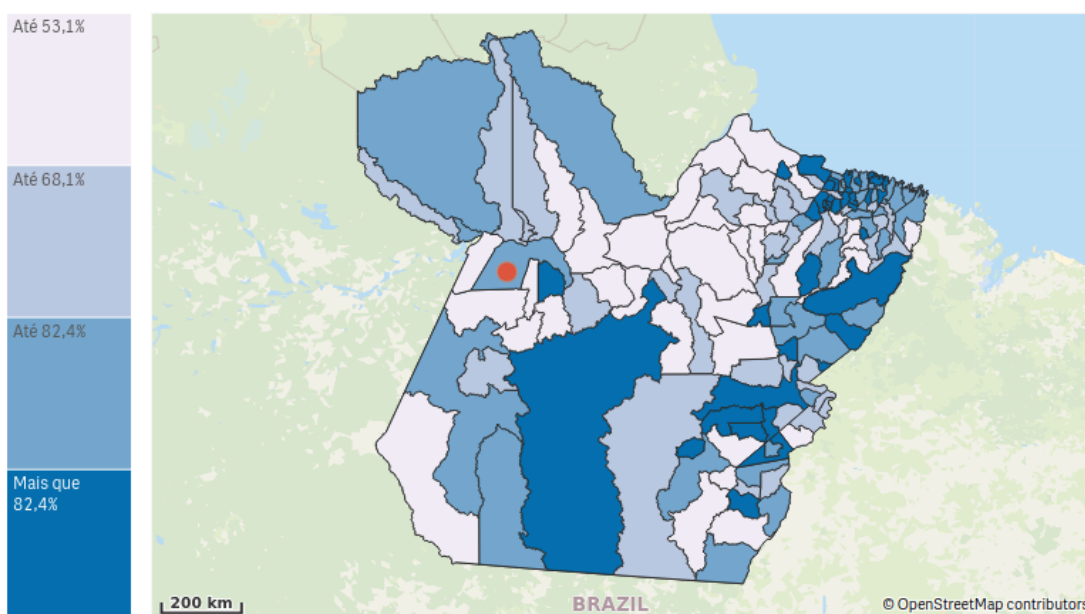 Até 53,1%
Até 68,1%
Até 82,4%
Mais que
82,4%
200 km
BRAZIL
© OpenStreetMap contributors